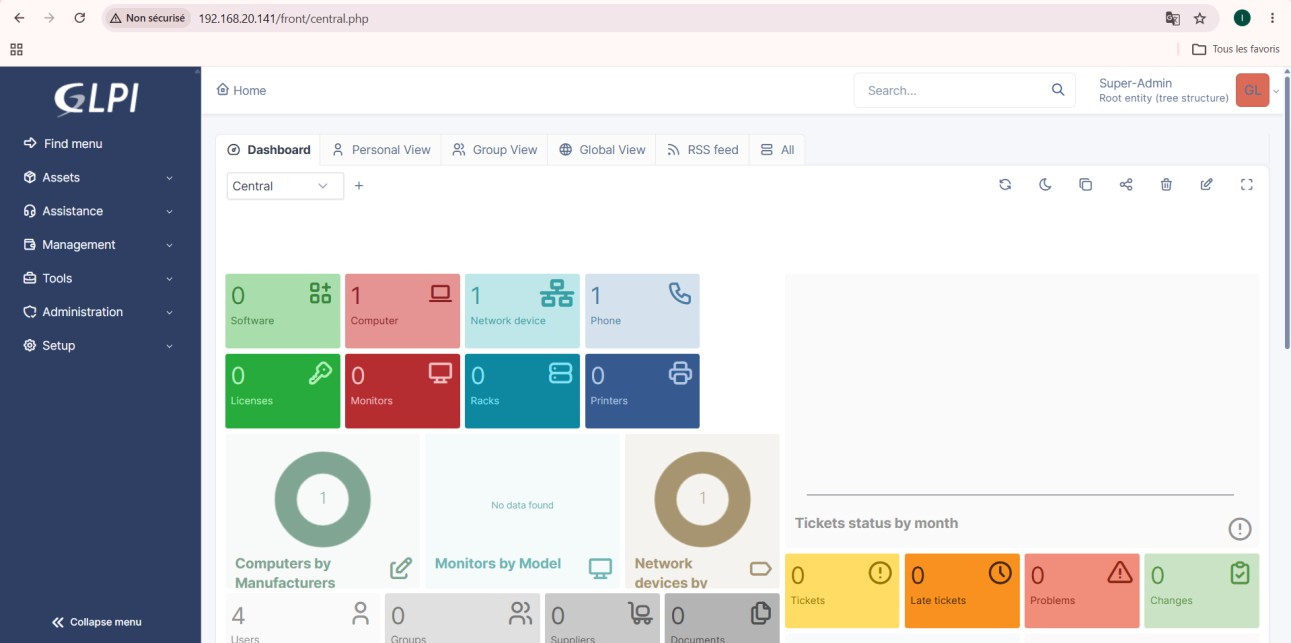 Non sécurisé
192.168.20.141/front/central.php
I
Tous les favoris
GLPI
Find menu
Assets
Assistance
Management
Tools
Administration
Setup
Collapse menu
Home
Search...
Super-Admin
Root entity (tree structure)
GL
Dashboard
Personal View
Group View
Global View
RSS feed
All
Central
+
0
Software
1
Computer
1
Network device
1
Phone
0
Licenses
0
Monitors
0
Racks
0
Printers
1
Computers by
Manufacturers
No data found
Monitors by Model
1
Network
devices by
Tickets status by month
0
Tickets
0
Late tickets
0
Problems
0
Changes
4
Users
0
Groups
0
Suppliers
0
Documents